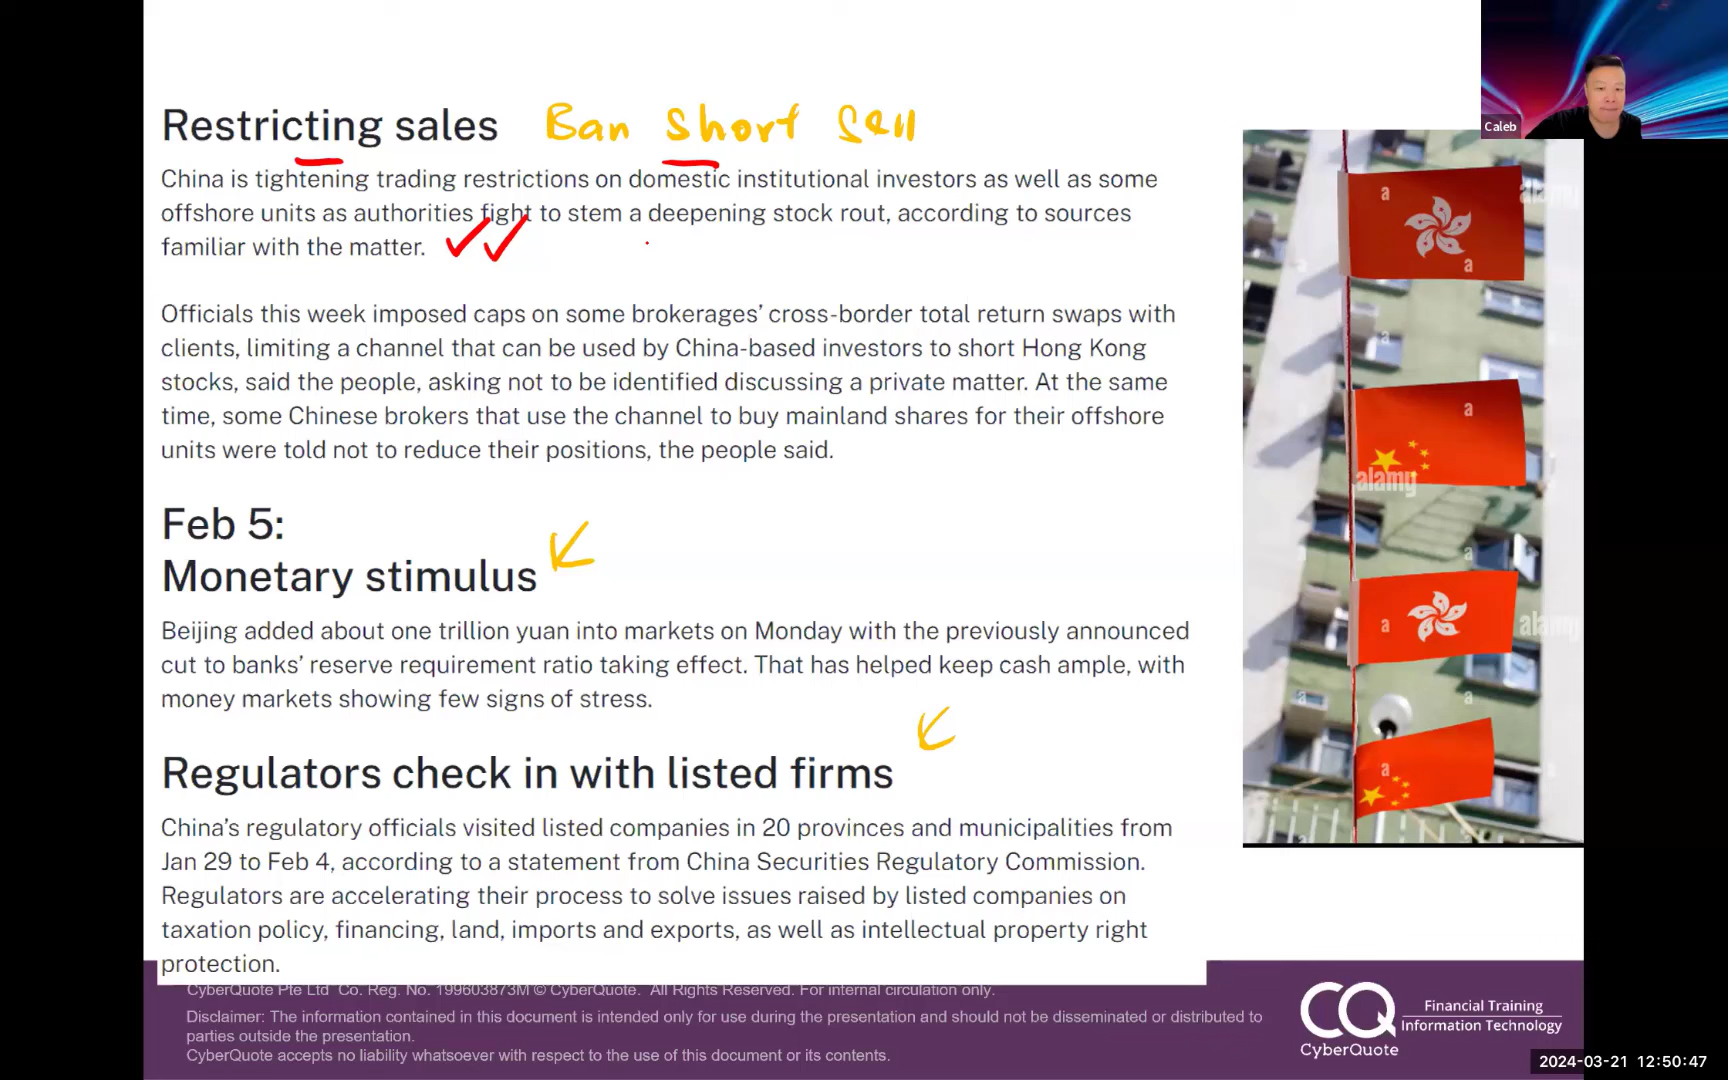 Caleb
Restricting sales Ban Short Sell
China is tightening trading restrictions on domestic institutional investors as well as some
offshore units as authorities fight to stem a deepening stock rout, according to sources
familiar with the matter.
Officials this week imposed caps on some brokerages’ cross-border total return swaps with
clients, limiting a channel that can be used by China-based investors to short Hong Kong
stocks, said the people, asking not to be identified discussing a private matter. At the same
time, some Chinese brokers that use the channel to buy mainland shares for their offshore
units were told not to reduce their positions, the people said.
Feb 5:
Monetary stimulus
Beijing added about one trillion yuan into markets on Monday with the previously announced
cut to banks’ reserve requirement ratio taking effect. That has helped keep cash ample, with
money markets showing few signs of stress.
Regulators check in with listed firms
China’s regulatory officials visited listed companies in 20 provinces and municipalities from
Jan 29 to Feb 4, according to a statement from China Securities Regulatory Commission.
Regulators are accelerating their process to solve issues raised by listed companies on
taxation policy, financing, land, imports and exports, as well as intellectual property right
protection.
a
alamy
a
a
a
a
alamy
a
a
alamy
a
a
a
a
CyberQuote Pte Ltd Co. Reg. No. 199603873M © CyberQuote. All Rights Reserved. For internal circulation only.
Disclaimer: The information contained in this document is intended only for use during the presentation and should not be disseminated or distributed to
parties outside the presentation.
CyberQuote accepts no liability whatsoever with respect to the use of this document or its contents.
CQ
CyberQuote
Financial Training
Information Technology
2024-03-21 12:50:47